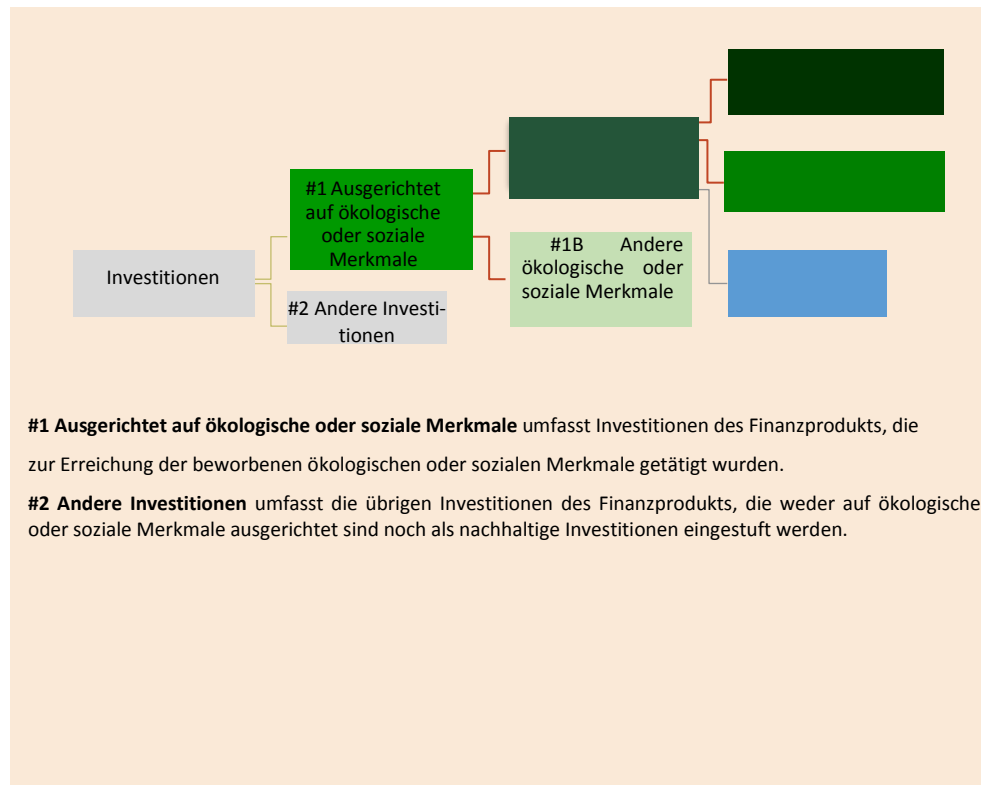 #1 Ausgerichtet
auf ökologische
oder soziale
Merkmale
#1B Andere
ökologische oder
soziale Merkmale
Investitionen
#2 Andere Investi-
tionen
#1 Ausgerichtet auf ökologische oder soziale Merkmale umfasst Investitionen des Finanzprodukts, die
zur Erreichung der beworbenen ökologischen oder sozialen Merkmale getätigt wurden.
#2 Andere Investitionen umfasst die übrigen Investitionen des Finanzprodukts, die weder auf ökologische
oder soziale Merkmale ausgerichtet sind noch als nachhaltige Investitionen eingestuft werden.